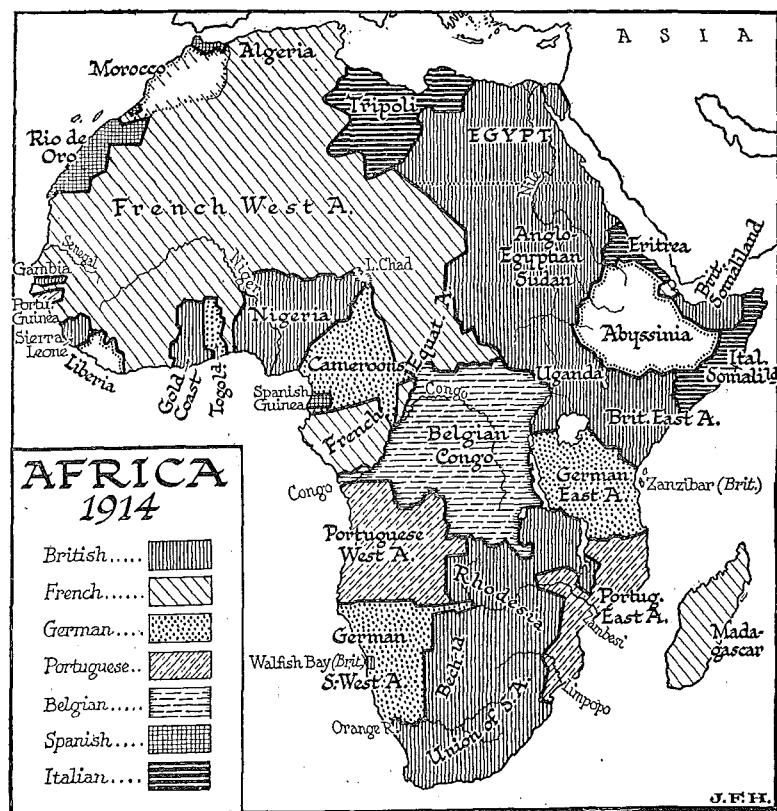 ASIA
Algeria
Morocco
Tripoli
Rio de
Oro
EGYPT
French West A.
Nile
Anglo-
Egyptian
Sudan
Eritrea
Brit.
Somaliland
Senegal
Niger
L. Chad
Gambia
Portu.
Guinea
Sierra
Leone
Liberia
Gold
Coast
Togold
Nigeria
Cameroons
French Equat. A.
Abyssinia
Ital.
Somalild
Uganda
Brit. East A.
Spanish
Guinea
Congo
Belgian
Congo
German
East A.
Zanzibar (Brit.)
Congo
Portuguese
West A.
Rhodesia
Portug.
East A.
Zambesi
Mada-
gascar
German
S. West A.
Walfish Bay (Brit.)
Bech-ld
Limpopo
Orange R.
Union of S. A.
AFRICA
1914
British.....
French.....
German....
Portuguese..
Belgian.....
Spanish....
Italian....
J.F.H.